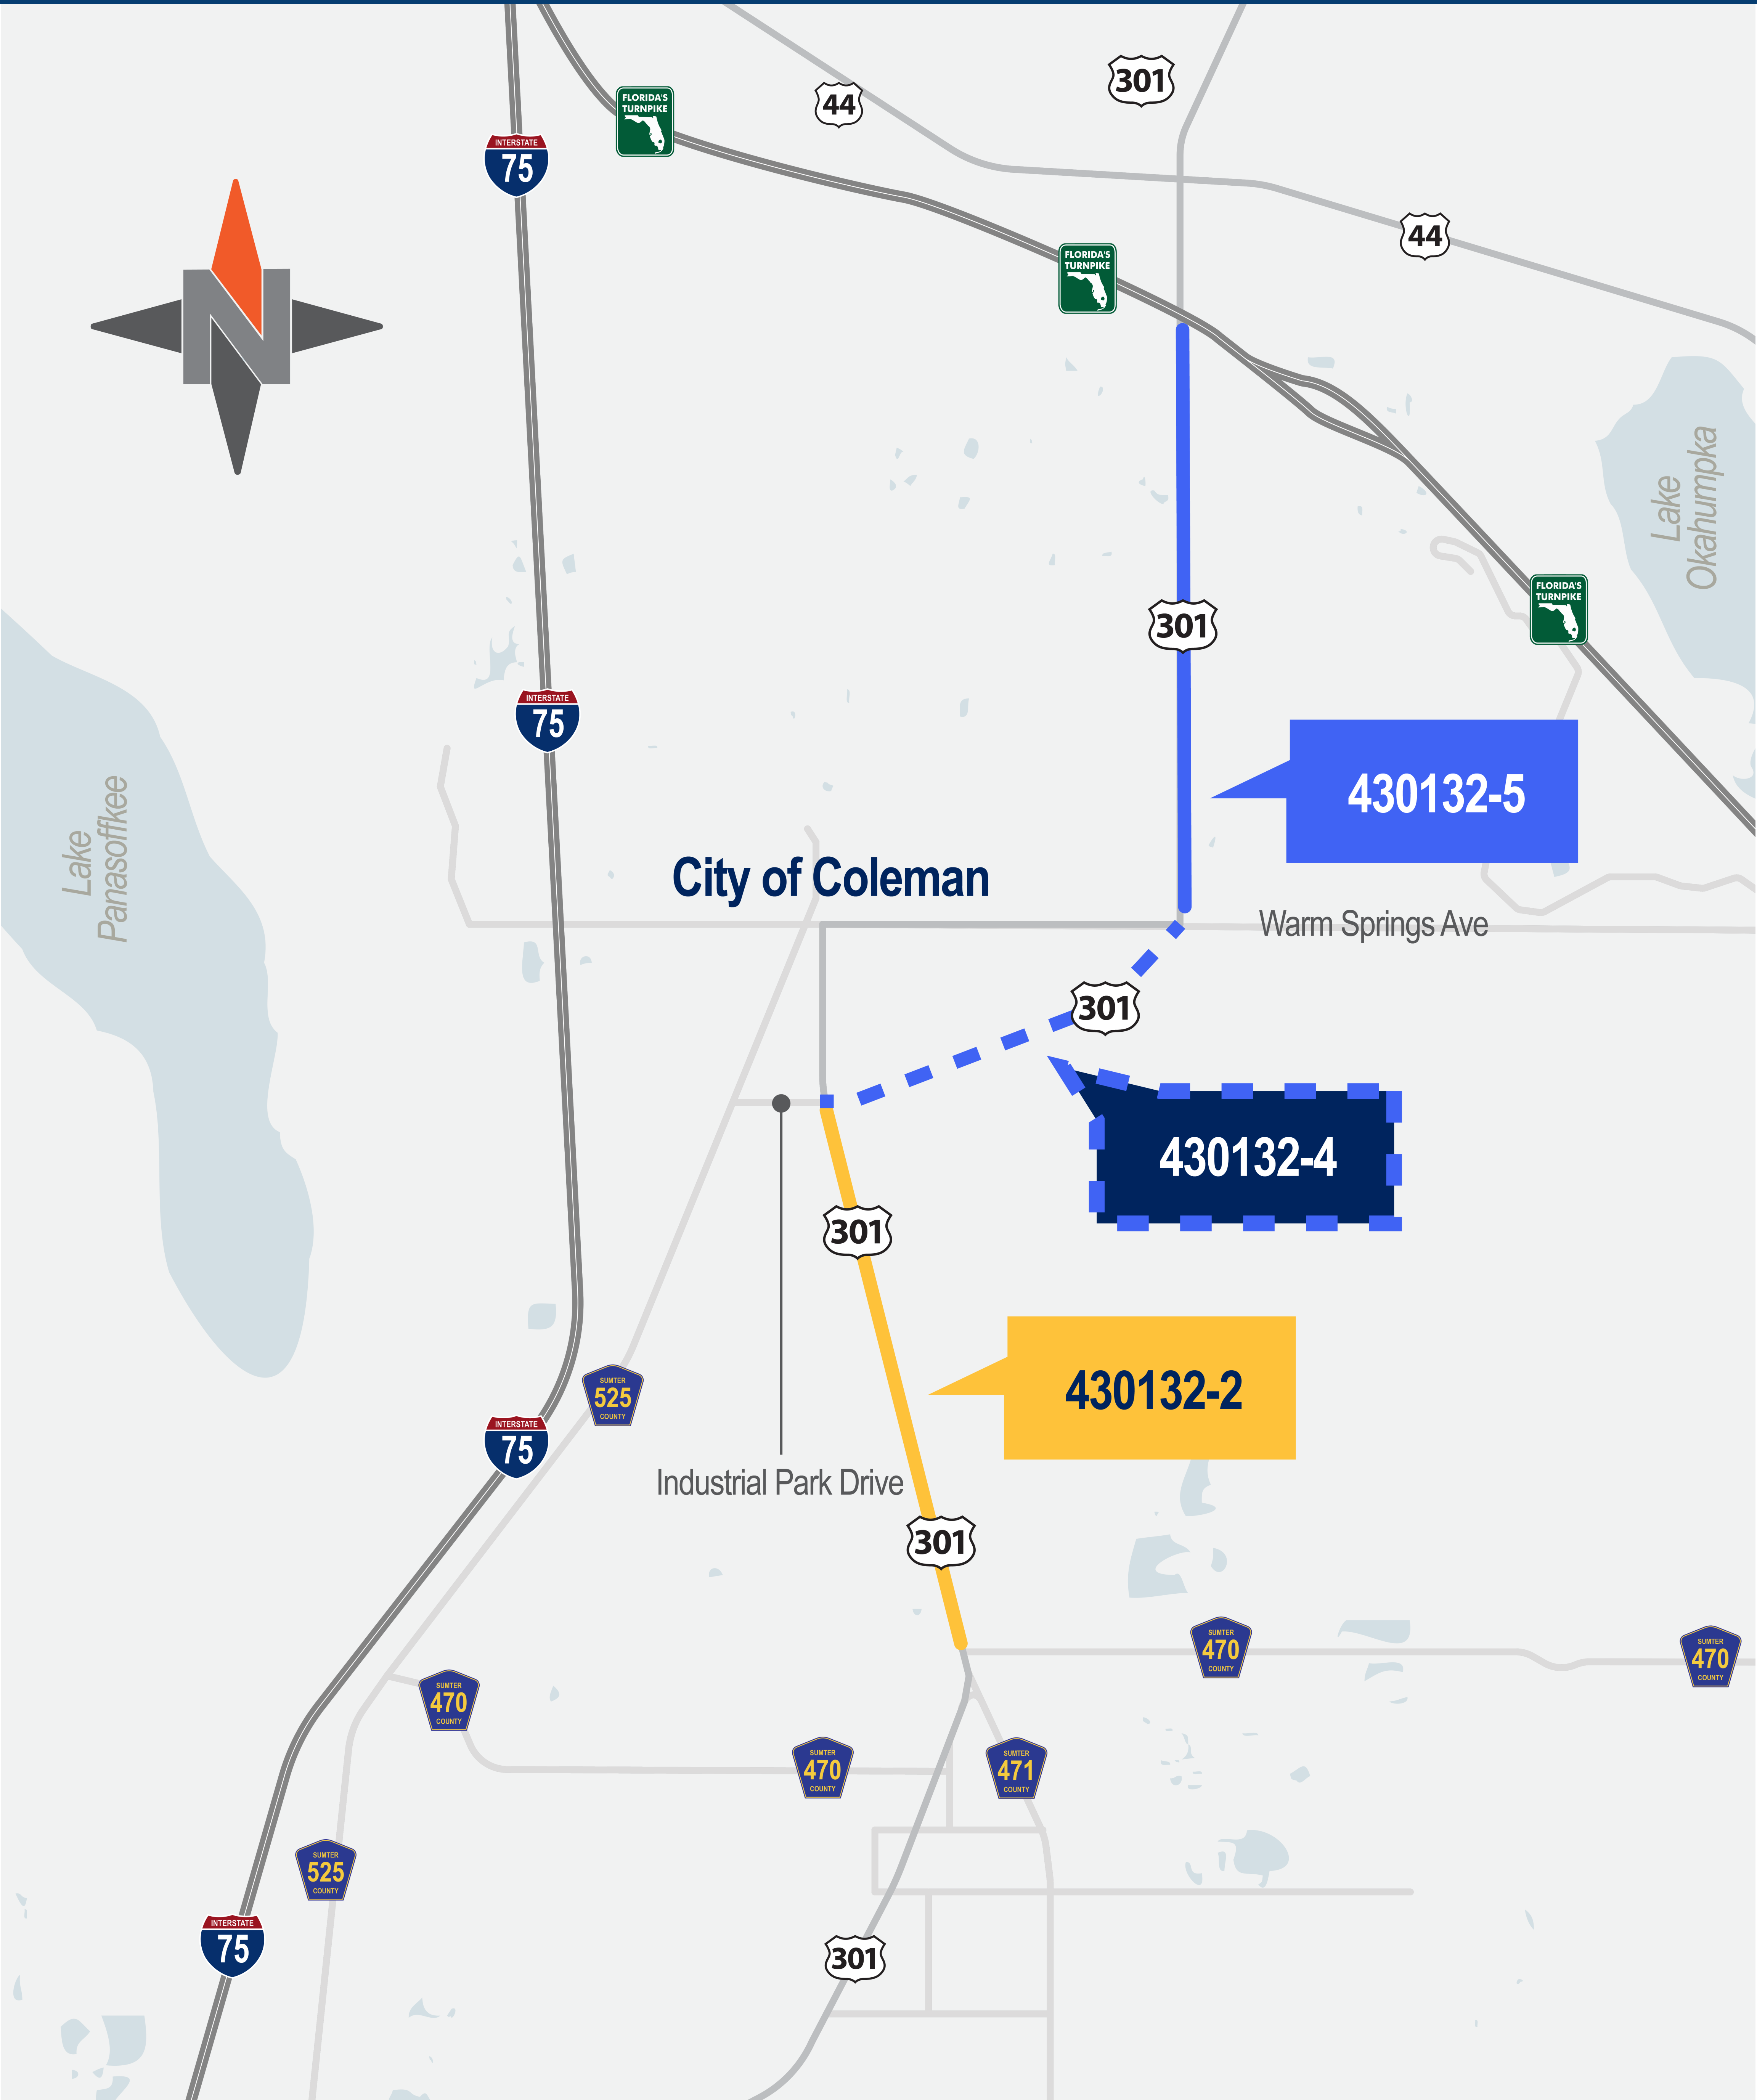 301
FLORIDA'S
TURNPIKE
44
INTERSTATE
75
44
FLORIDA'S
TURNPIKE
N
Lake
Okahumpka
FLORIDA'S
TURNPIKE
301
INTERSTATE
75
430132-5
Lake
Panasoffkee
City of Coleman
Warm Springs Ave
301
430132-4
301
430132-2
SUMTER
525
COUNTY
INTERSTATE
75
Industrial Park Drive
301
SUMTER
470
COUNTY
SUMTER
470
COUNTY
SUMTER
470
COUNTY
SUMTER
470
COUNTY
SUMTER
471
COUNTY
SUMTER
525
COUNTY
INTERSTATE
75
301